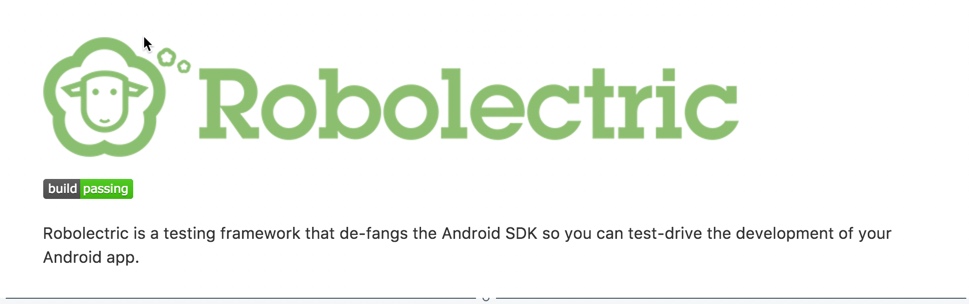 Robolectric
build passing
Robolectric is a testing framework that de-fangs the Android SDK so you can test-drive the development of your
Android app.